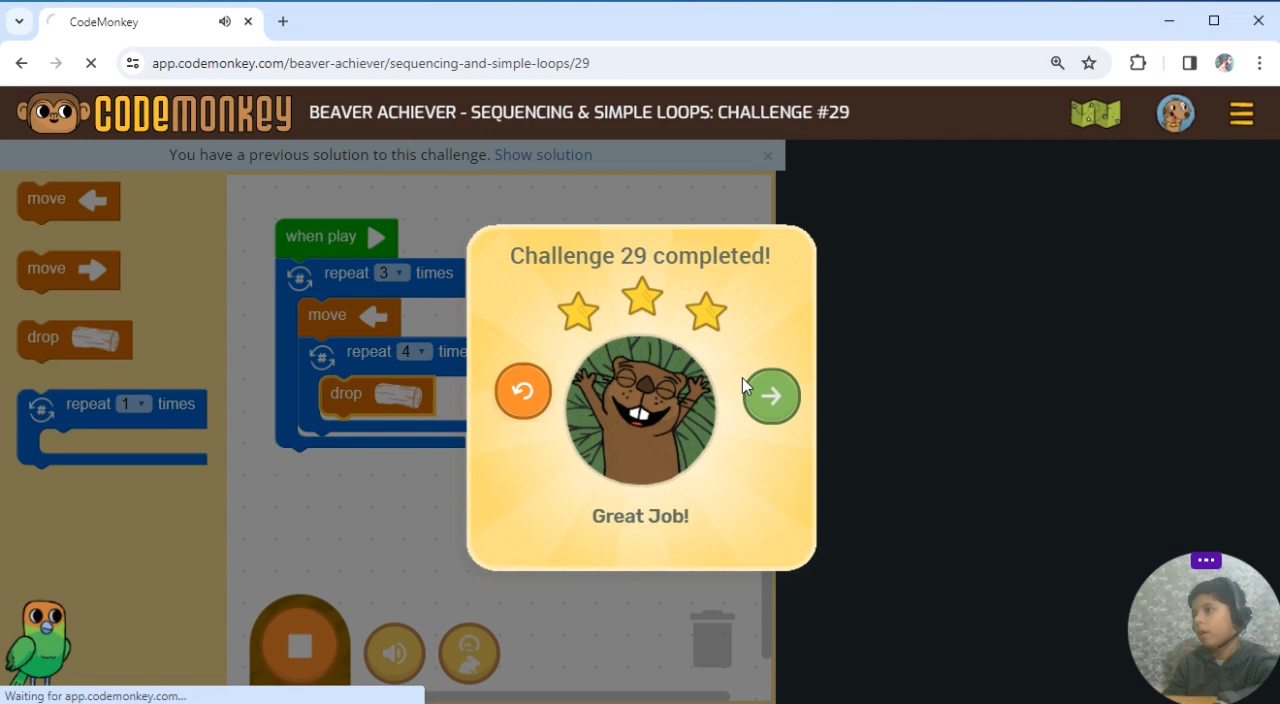 CodeMonkey
app.codemonkey.com/beaver-achiever/sequencing-and-simple-loops/29
CODEMONKEY
BEAVER ACHIEVER - SEQUENCING & SIMPLE LOOPS: CHALLENGE #29
You have a previous solution to this challenge. Show solution
move
move
drop
repeat 1 times
when play
repeat 3 times
move
repeat 4 time
drop
Challenge 29 completed!
Great Job!
Waiting for app.codemonkey.com...